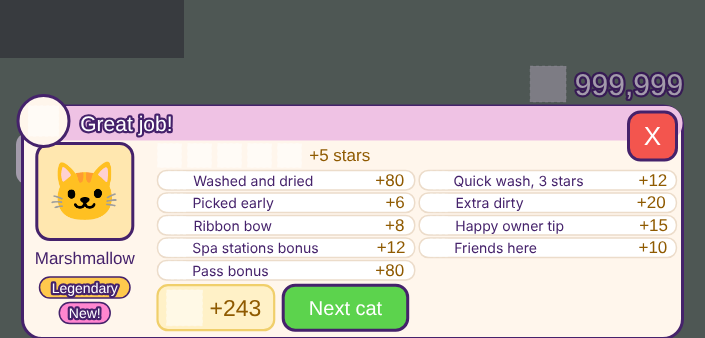 999,999
Great job!
X
+5 stars
Washed and dried +80
Picked early +6
Ribbon bow +8
Spa stations bonus +12
Pass bonus +80
Quick wash, 3 stars +12
Extra dirty +20
Happy owner tip +15
Friends here +10
Marshmallow
Legendary
New!
+243
Next cat